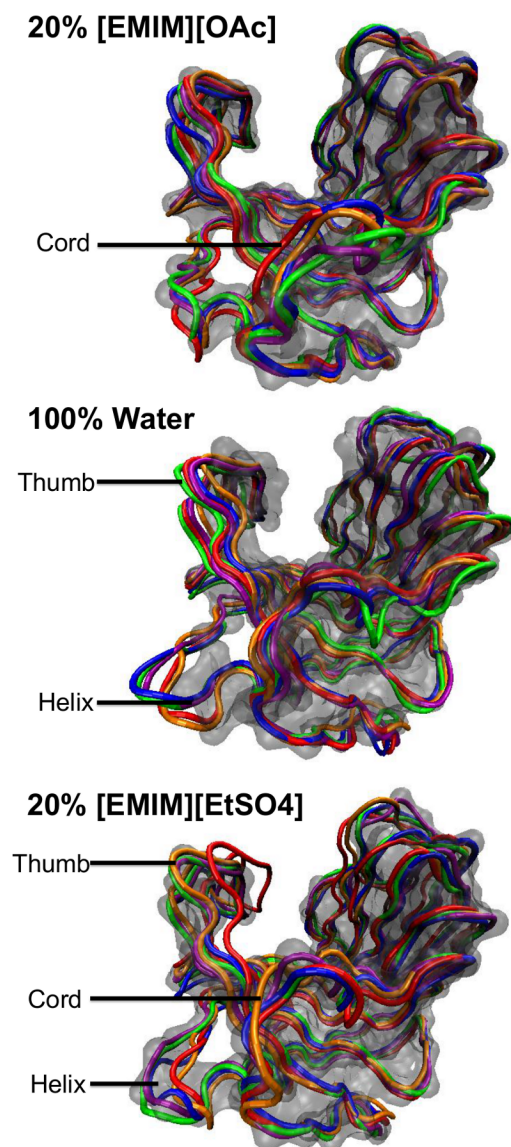 20% [EMIM][OAc]
Cord
100% Water
Thumb
Helix
20% [EMIM][EtSO4]
Thumb
Cord
Helix